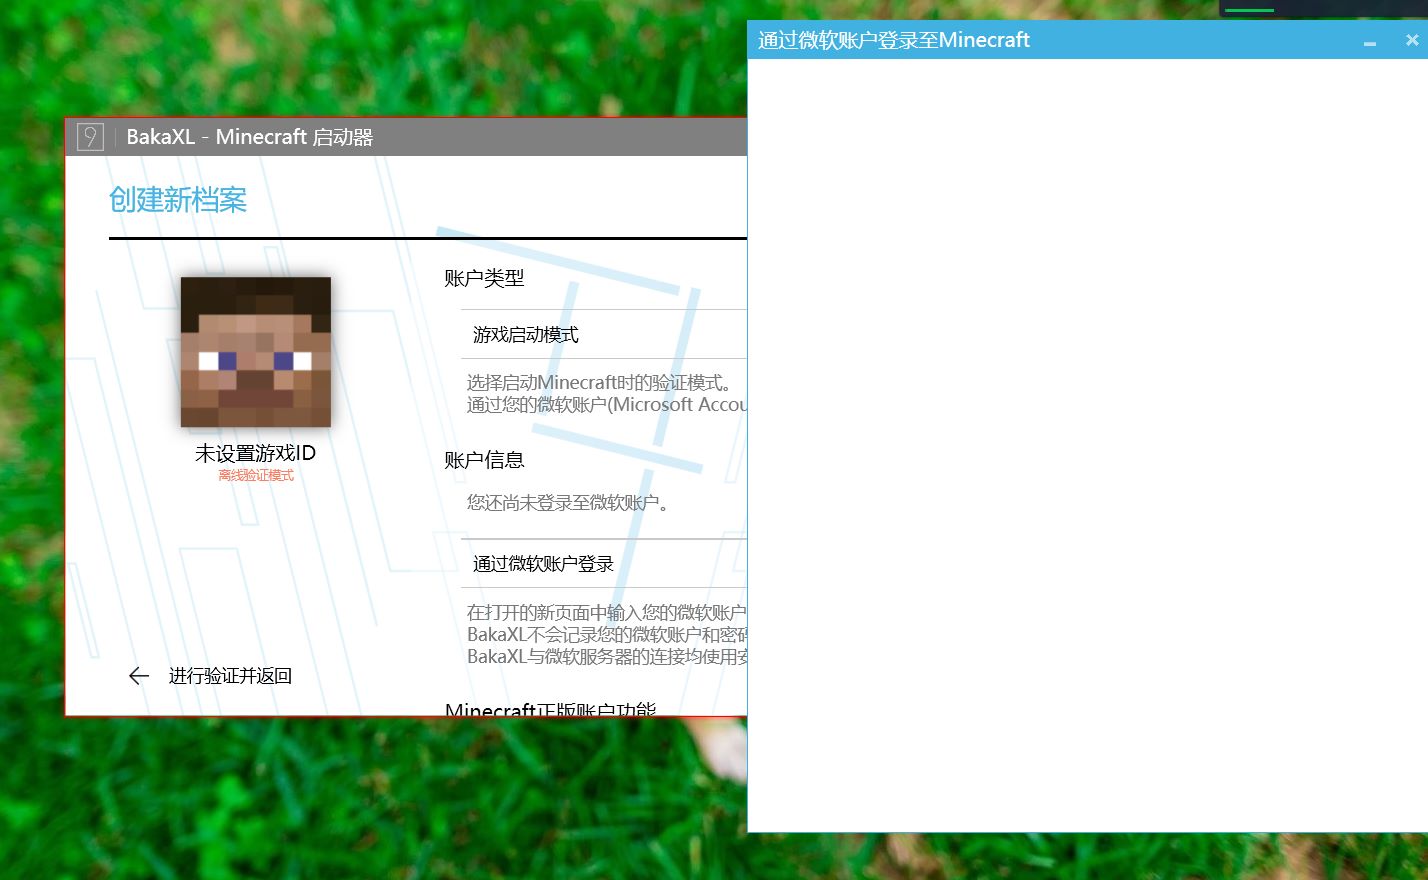 通过微软账户登录至Minecraft
BakaXL - Minecraft 启动器
创建新档案
未设置游戏ID
离线验证模式
账户类型
游戏启动模式
选择启动Minecraft时的验证模式。
通过您的微软账户(Microsoft Accou
账户信息
您还尚未登录至微软账户。
通过微软账户登录
在打开的新页面中输入您的微软账户
BakaXL不会记录您的微软账户和密码
BakaXL与微软服务器的连接均使用安
Minecraft正版账户功能
进行验证并返回